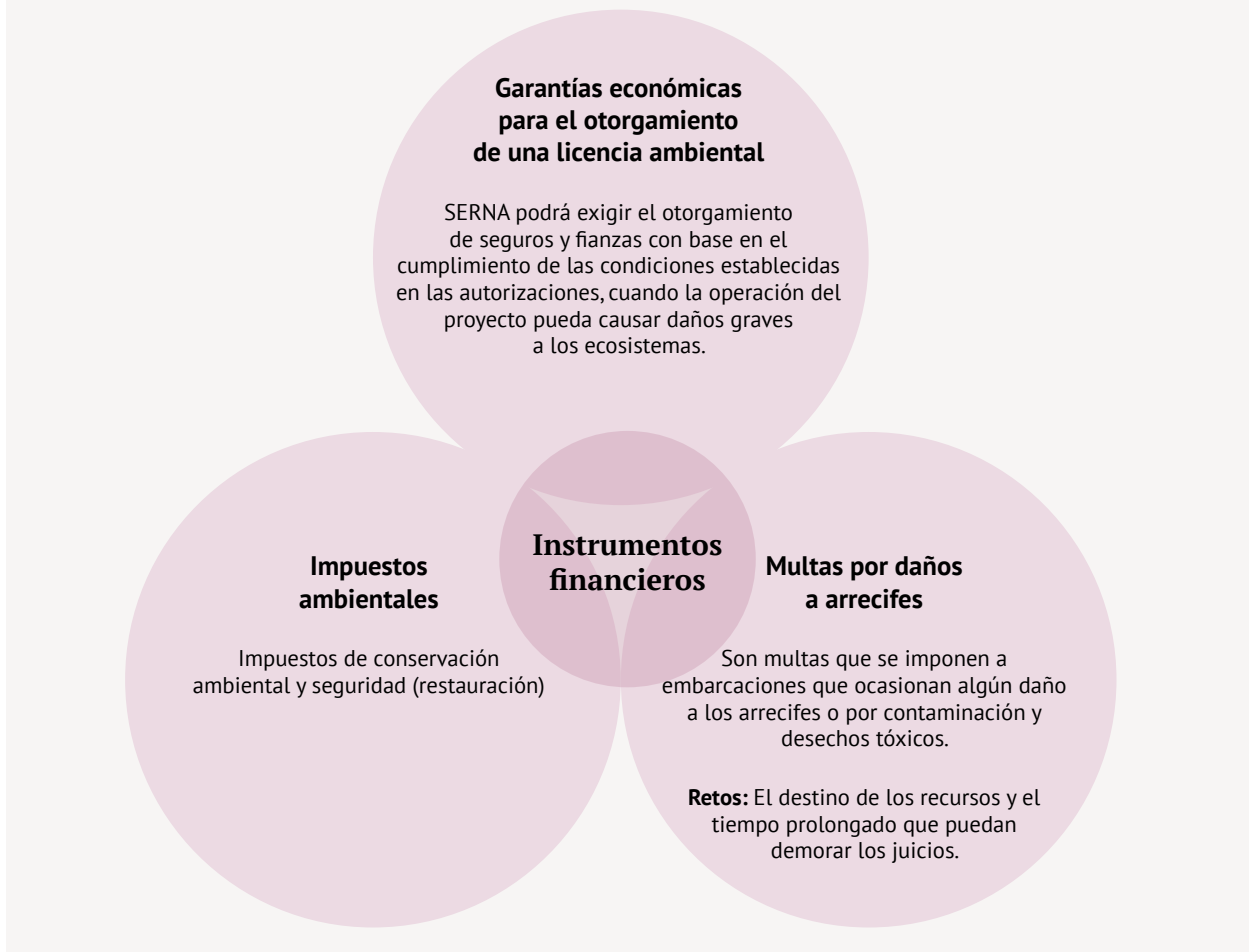 Garantías económicas
para el otorgamiento
de una licencia ambiental
SERNA podrá exigir el otorgamiento
de seguros y fianzas con base en el
cumplimiento de las condiciones establecidas
en las autorizaciones, cuando la operación del
proyecto pueda causar daños graves
a los ecosistemas.
Instrumentos
financieros
Impuestos
ambientales
Impuestos de conservación
ambiental y seguridad (restauración)
Multas por daños
a arrecifes
Son multas que se imponen a
embarcaciones que ocasionan algún daño
a los arrecifes o por contaminación y
desechos tóxicos.
Retos: El destino de los recursos y el
tiempo prolongado que puedan
demorar los juicios.